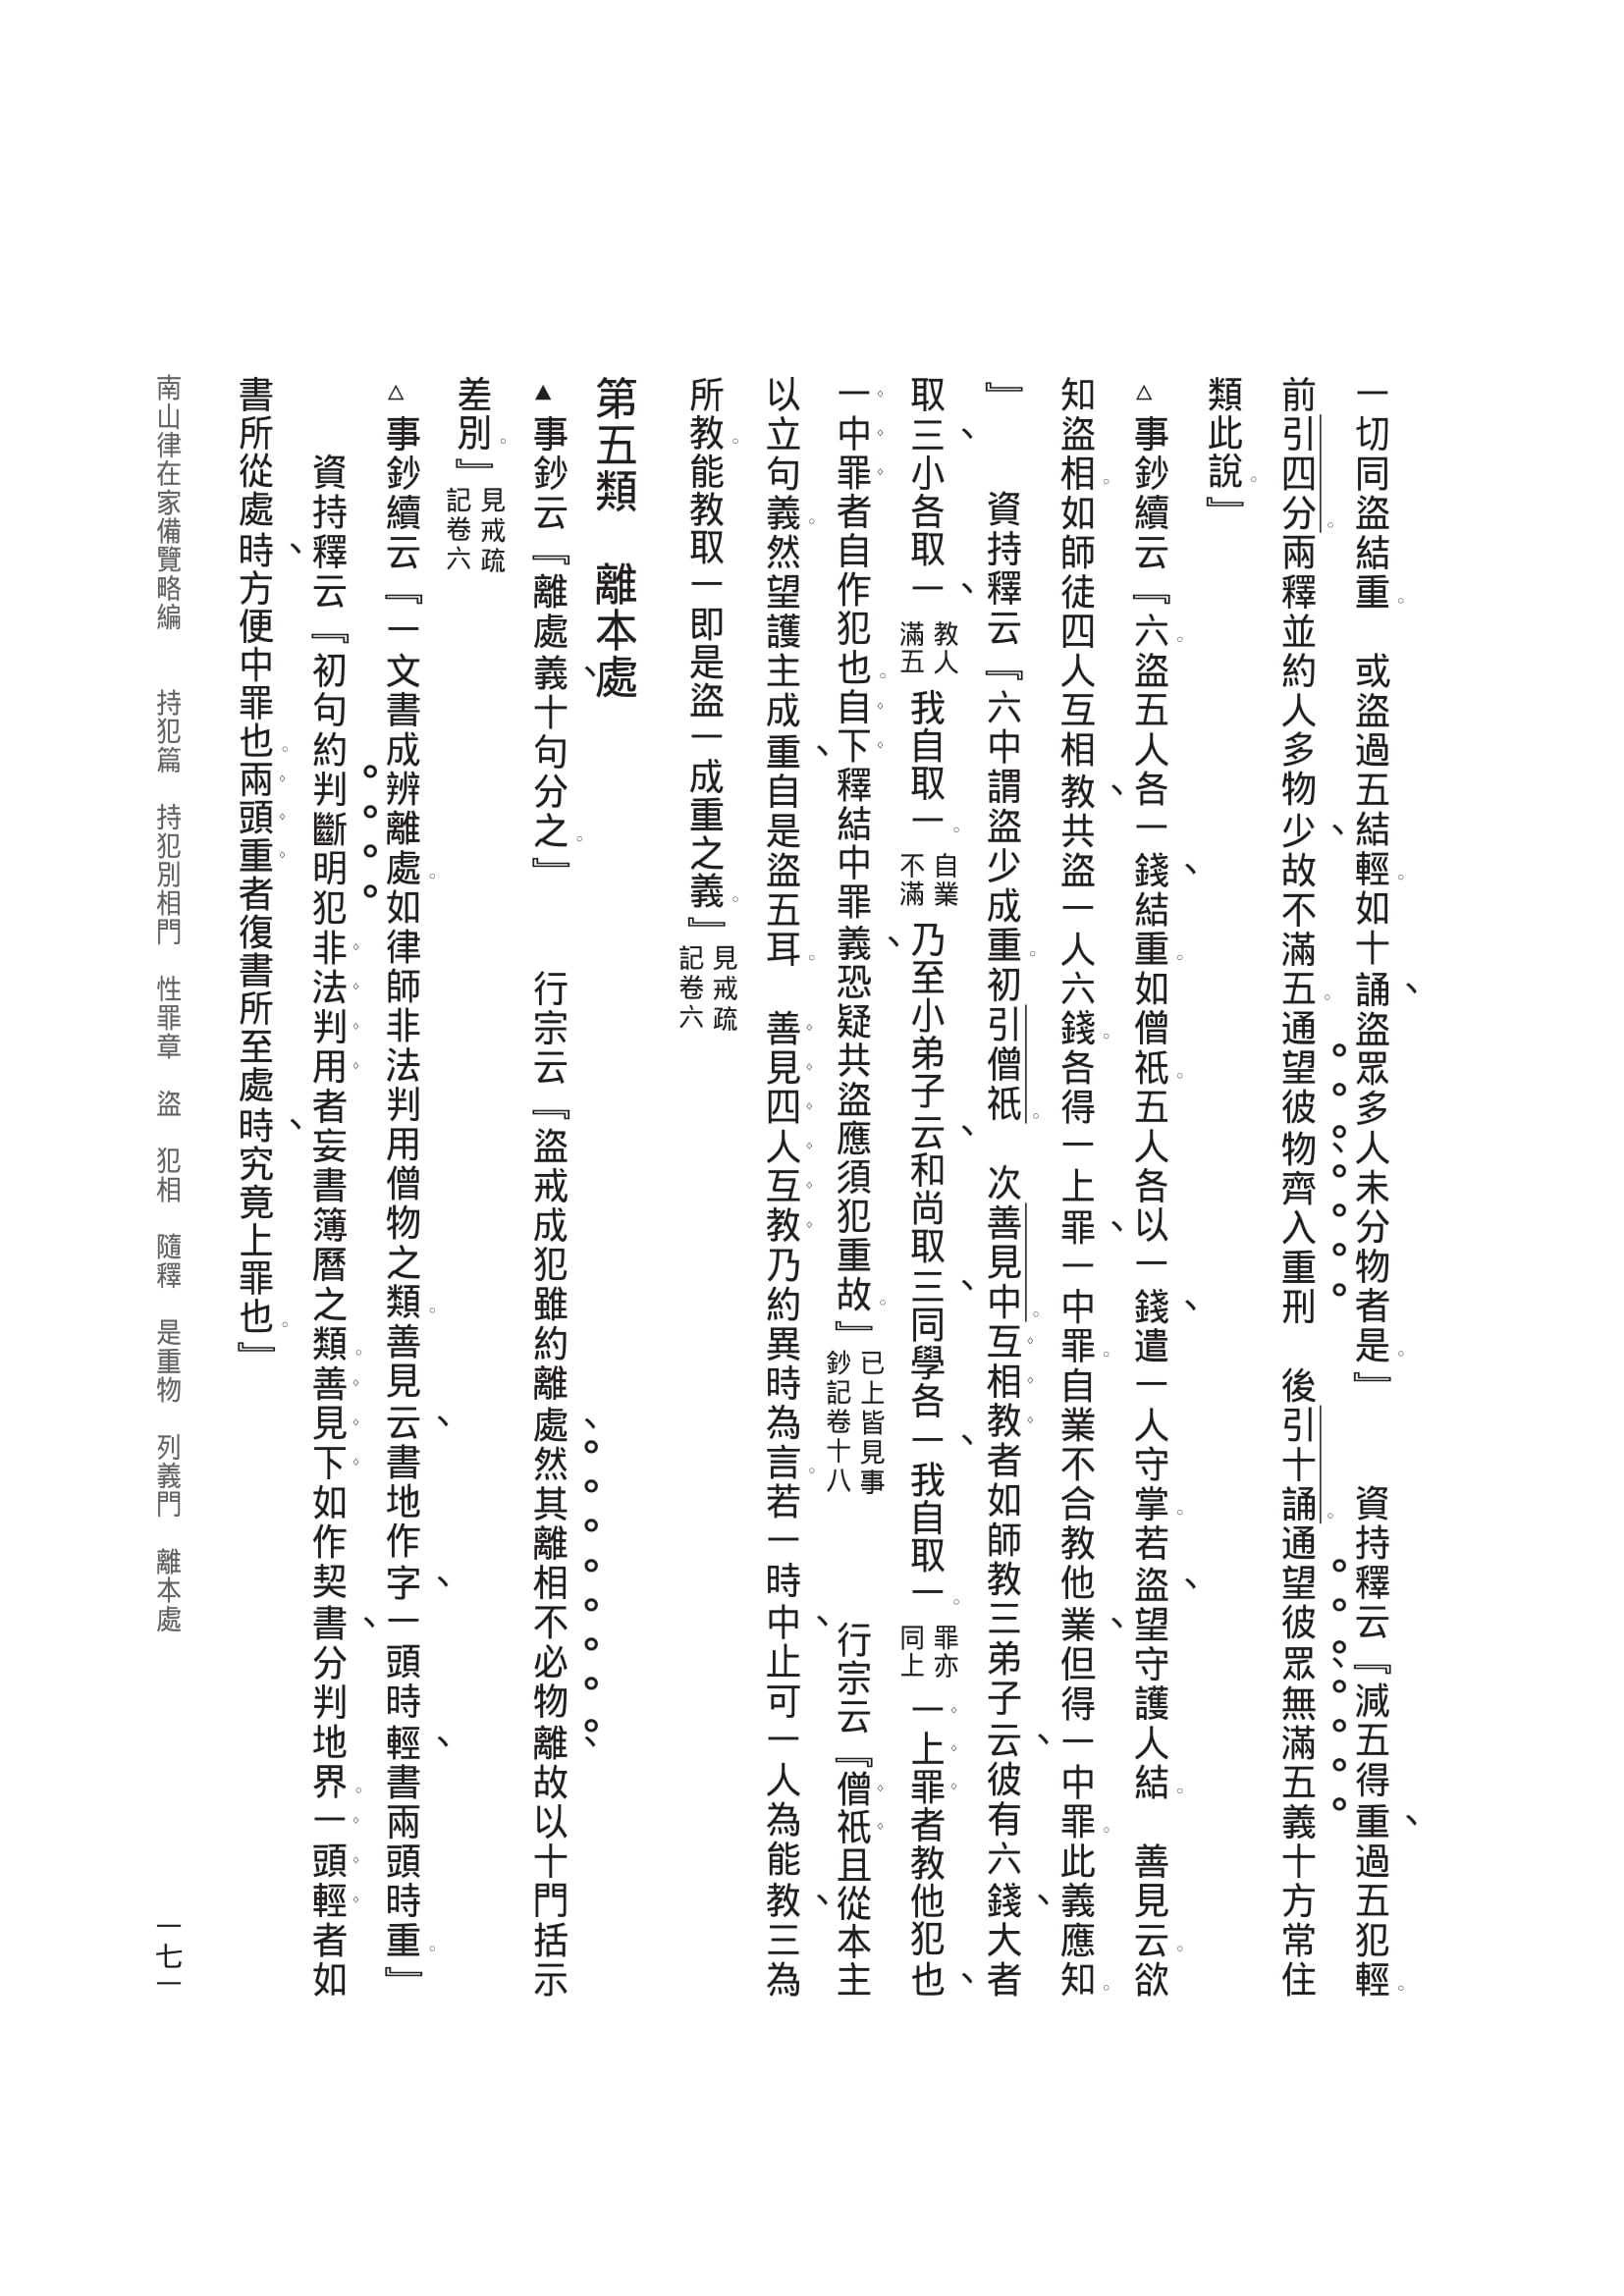 一切同盜結重。　或盜過五結輕。如十誦、盜眾多人未分物者是。』　　資持釋云『減五得重、過五犯輕。
前引四分。兩釋並約人多物少、故不滿五。通望彼物、齊入重刑　後引十誦。通望彼眾、無滿五義十方常住
類此說。』
△事鈔續云『六。盜五人各一錢、結重。如僧祇。五人各以一錢、遣一人守掌。若盜、望守護人結。　善見云。欲
知盜相。如師徒四人互相教、共盜一人六錢。各得一上罪、一中罪。自業不合教他業、但得一中罪。此義應知。
』　　資持釋云『六中謂盜少成重。初引僧祇。　次善見中。互相教者如師教三弟子云、彼有六錢、大者
取三、小各取一、教人滿五我自取一。自業不滿乃至小弟子云、和尚取三、同學各一、我自取一。罪亦同上一上罪者教他犯也、
一中罪者自作犯也。自下釋結中罪義、恐疑共盜應須犯重故。』已上皆見事鈔記卷十八　　行宗云『僧祇且從本主
以立句義。然望護主成重、自是盜五耳。　善見四人互教乃約異時為言。若一時中、止可一人為能教、三為
所教。能教取一即是盜一成重之義。』見戒疏記卷六
第五類　離本處
▲事鈔云『離處義、十句分之。』　　行宗云『盜戒成犯雖約離處、然其離相不必物離、故以十門括示
差別。』見戒疏記卷六
△事鈔續云『一文書成辨離處。如律師非法判用僧物之類。善見云、書地作字、一頭時輕、書兩頭時重。』
資持釋云『初句約判斷明犯非法判用者妄書簿曆之類。善見下如作契書、分判地界。一頭輕者如
書所從處時、方便中罪也。兩頭重者復書所至處時、究竟上罪也。』
南山律在家備覽略編　　持犯篇　持犯別相門　性罪章　盜　犯相　隨釋　是重物　列義門　離本處
一七一